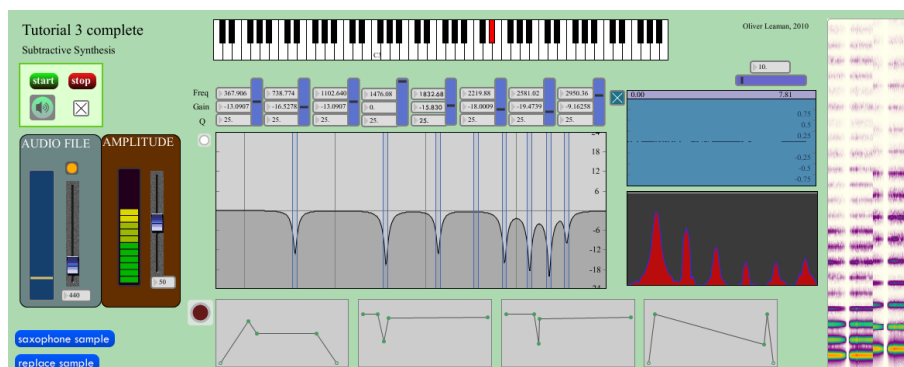 Tutorial 3 complete
Oliver Leaman, 2010
Subtractive Synthesis
start stop
AUDIO FILE AMPLITUDE
Freq 367.906 738.774 1102.640 1476.08 1832.68 2219.88 2581.02 2950.36
Gain -13.0907 -16.5278 -13.0907 0. -15.830 -18.0009 -19.4739 -9.16258
Q 25. 25. 25. 25. 25. 25. 25. 25.
10.
0.00 7.81
0.75
0.5
0.25
-0.25
-0.5
-0.75
24
18
12
6
-6
-12
-18
-24
440
50
saxophone sample
replace sample